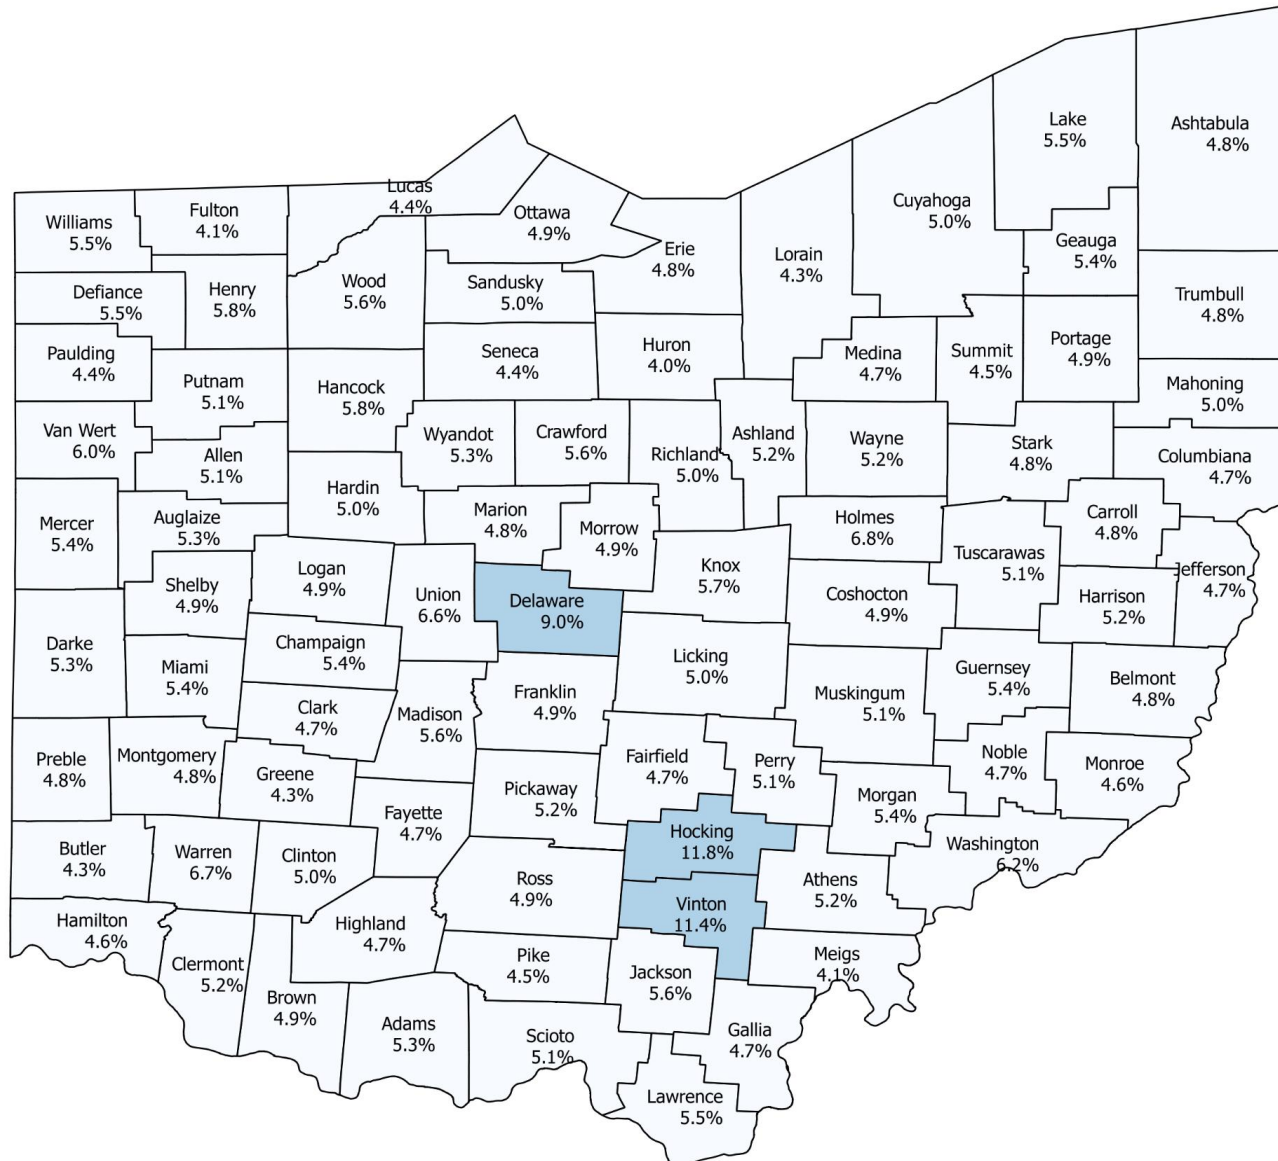 Lake
5.5%
Ashtabula
4.8%
Lucas
4.4%
Cuyahoga
5.0%
Williams
5.5%
Fulton
4.1%
Ottawa
4.9%
Erie
4.8%
Lorain
4.3%
Geauga
5.4%
Defiance
5.5%
Henry
5.8%
Wood
5.6%
Sandusky
5.0%
Trumbull
4.8%
Paulding
4.4%
Putnam
5.1%
Hancock
5.8%
Seneca
4.4%
Huron
4.0%
Medina
4.7%
Summit
4.5%
Portage
4.9%
Mahoning
5.0%
Van Wert
6.0%
Allen
5.1%
Wyandot
5.3%
Crawford
5.6%
Richland
5.0%
Ashland
5.2%
Wayne
5.2%
Stark
4.8%
Columbiana
4.7%
Mercer
5.4%
Auglaize
5.3%
Hardin
5.0%
Marion
4.8%
Morrow
4.9%
Holmes
6.8%
Carroll
4.8%
Tuscarawas
5.1%
Jefferson
4.7%
Shelby
4.9%
Logan
4.9%
Union
6.6%
Delaware
9.0%
Knox
5.7%
Coshocton
4.9%
Harrison
5.2%
Darke
5.3%
Miami
5.4%
Champaign
5.4%
Licking
5.0%
Guernsey
5.4%
Belmont
4.8%
Clark
4.7%
Madison
5.6%
Franklin
4.9%
Muskingum
5.1%
Preble
4.8%
Montgomery
4.8%
Greene
4.3%
Fairfield
4.7%
Perry
5.1%
Noble
4.7%
Monroe
4.6%
Fayette
4.7%
Pickaway
5.2%
Morgan
5.4%
Butler
4.3%
Warren
6.7%
Clinton
5.0%
Hocking
11.8%
Washington
6.2%
Ross
4.9%
Athens
5.2%
Hamilton
4.6%
Highland
4.7%
Vinton
11.4%
Clermont
5.2%
Pike
4.5%
Jackson
5.6%
Meigs
4.1%
Brown
4.9%
Adams
5.3%
Scioto
5.1%
Gallia
4.7%
Lawrence
5.5%